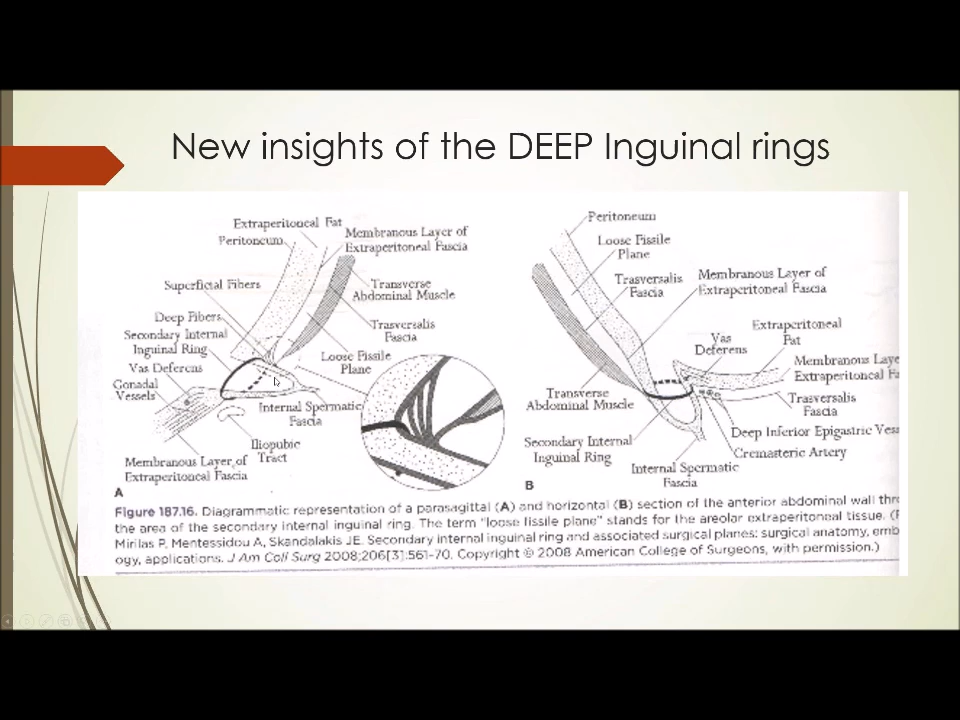 New insights of the DEEP Inguinal rings
Extraperitoneal Fat
Peritoneum
Membranous Layer of
Extraperitoneal Fascia
Superficial Fibers
Transverse
Abdominal Muscle
Deep Fibers
Secondary Internal
Inguinal Ring
Trasversalis
Fascia
Vas Deferens
Loose Fissile
Plane
Gonadal
Vessels
Internal Spermatic
Fascia
Iliopubic
Tract
Membranous Layer of
Extraperitoneal Fascia
A
Peritoneum
Loose Fissile
Plane
Trasversalis
Fascia
Membranous Layer of
Extraperitoneal Fascia
Vas
Deferens
Extraperitoneal
Fat
Membranous Laye
Extraperitoneal Fa
Transverse
Abdominal Muscle
Trasversalis
Fascia
Deep Inferior Epigastric Vess
Secondary Internal
Inguinal Ring
Cremasteric Artery
Internal Spermatic
Fascia
B
Figure 187.16. Diagrammatic representation of a parasagittal (A) and horizontal (B) section of the anterior abdominal wall thro
the area of the secondary internal inguinal ring. The term "loose fissile plane" stands for the areolar extraperitoneal tissue. (F
Mirilas P, Mentessidou A, Skandalakis JE. Secondary internal inguinal ring and associated surgical planes: surgical anatomy, emb
ogy, applications. J Am Coll Surg 2008;206[3]:561-70. Copyright © 2008 American College of Surgeons, with permission.)